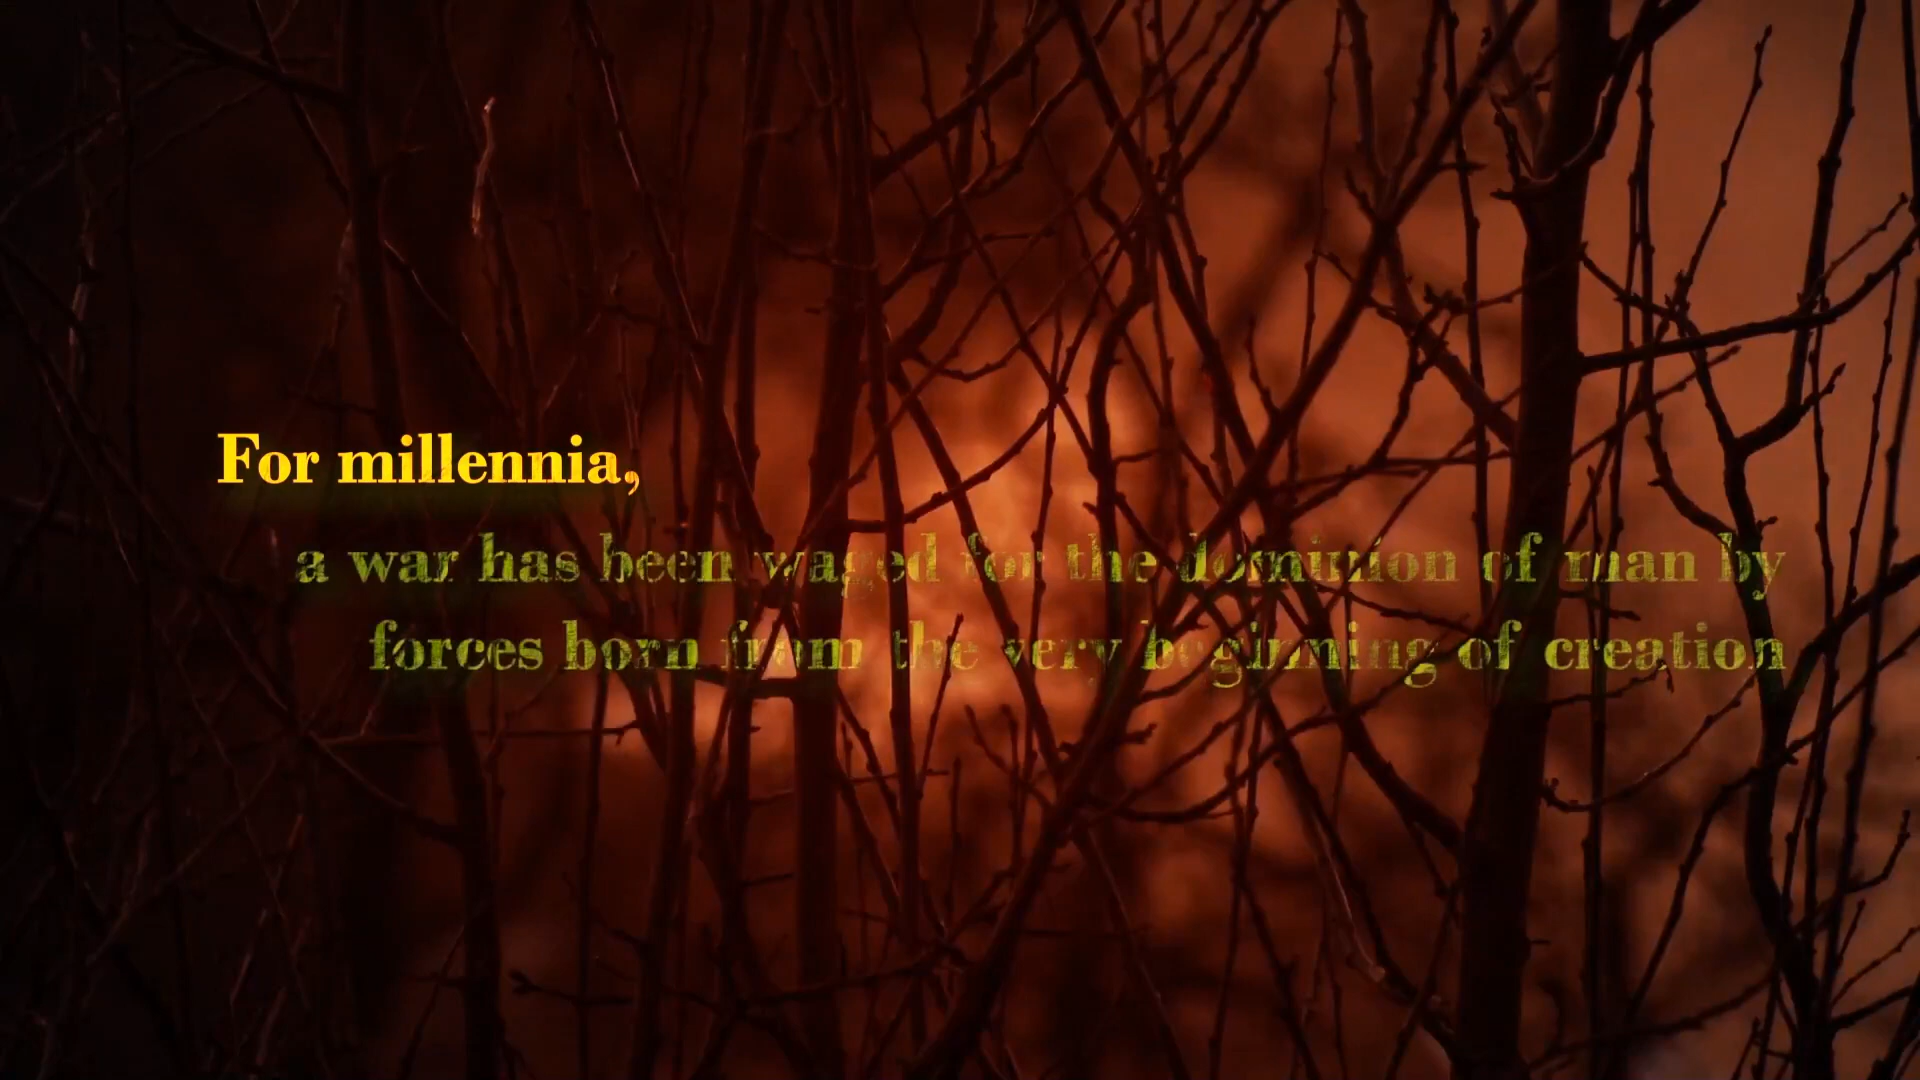 For millennia,
a war has been waged for the dominion of man by
forces born from the very beginning of creation